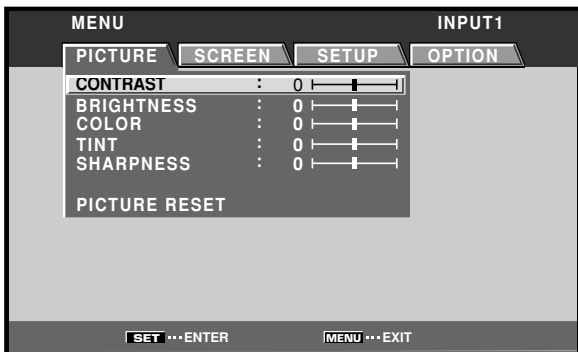 MENU INPUT1
PICTURE SCREEN SETUP OPTION
CONTRAST : 0
BRIGHTNESS : 0
COLOR : 0
TINT : 0
SHARPNESS : 0
PICTURE RESET
SET ··· ENTER MENU ··· EXIT